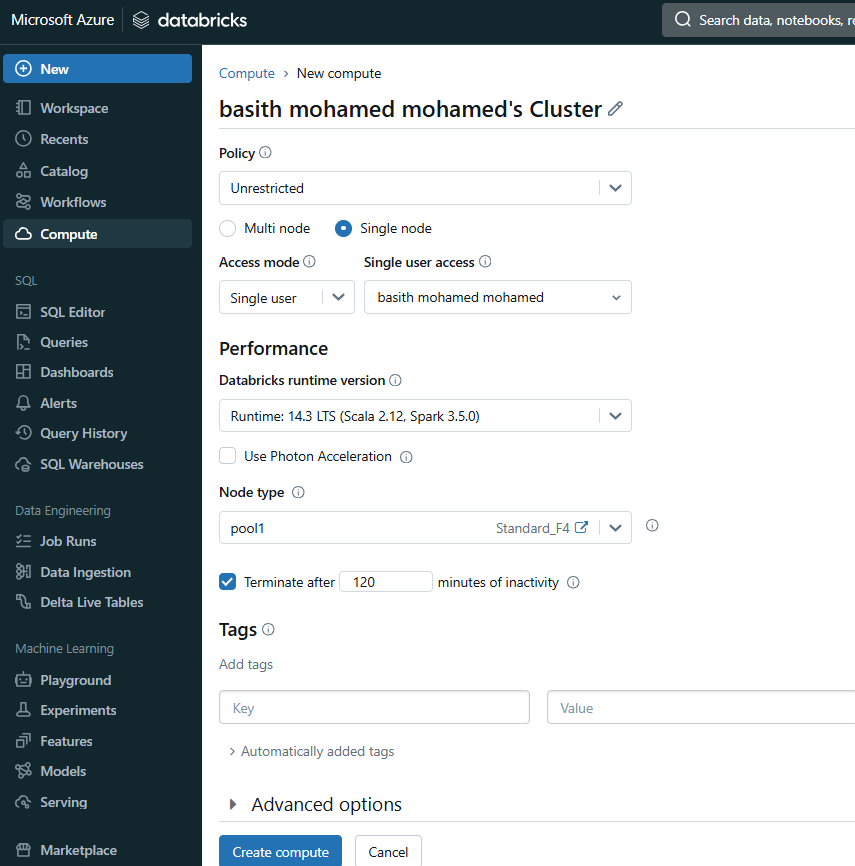 Microsoft Azure databricks
Search data, notebooks, re
New
Workspace
Recents
Catalog
Workflows
Compute
SQL
SQL Editor
Queries
Dashboards
Alerts
Query History
SQL Warehouses
Data Engineering
Job Runs
Data Ingestion
Delta Live Tables
Machine Learning
Playground
Experiments
Features
Models
Serving
Marketplace
Compute › New compute
basith mohamed mohamed's Cluster
Policy
Unrestricted
Multi node Single node
Access mode Single user access
Single user basith mohamed mohamed
Performance
Databricks runtime version
Runtime: 14.3 LTS (Scala 2.12, Spark 3.5.0)
Use Photon Acceleration
Node type
pool1 Standard_F4
Terminate after 120 minutes of inactivity
Tags
Add tags
Key Value
Automatically added tags
Advanced options
Create compute Cancel